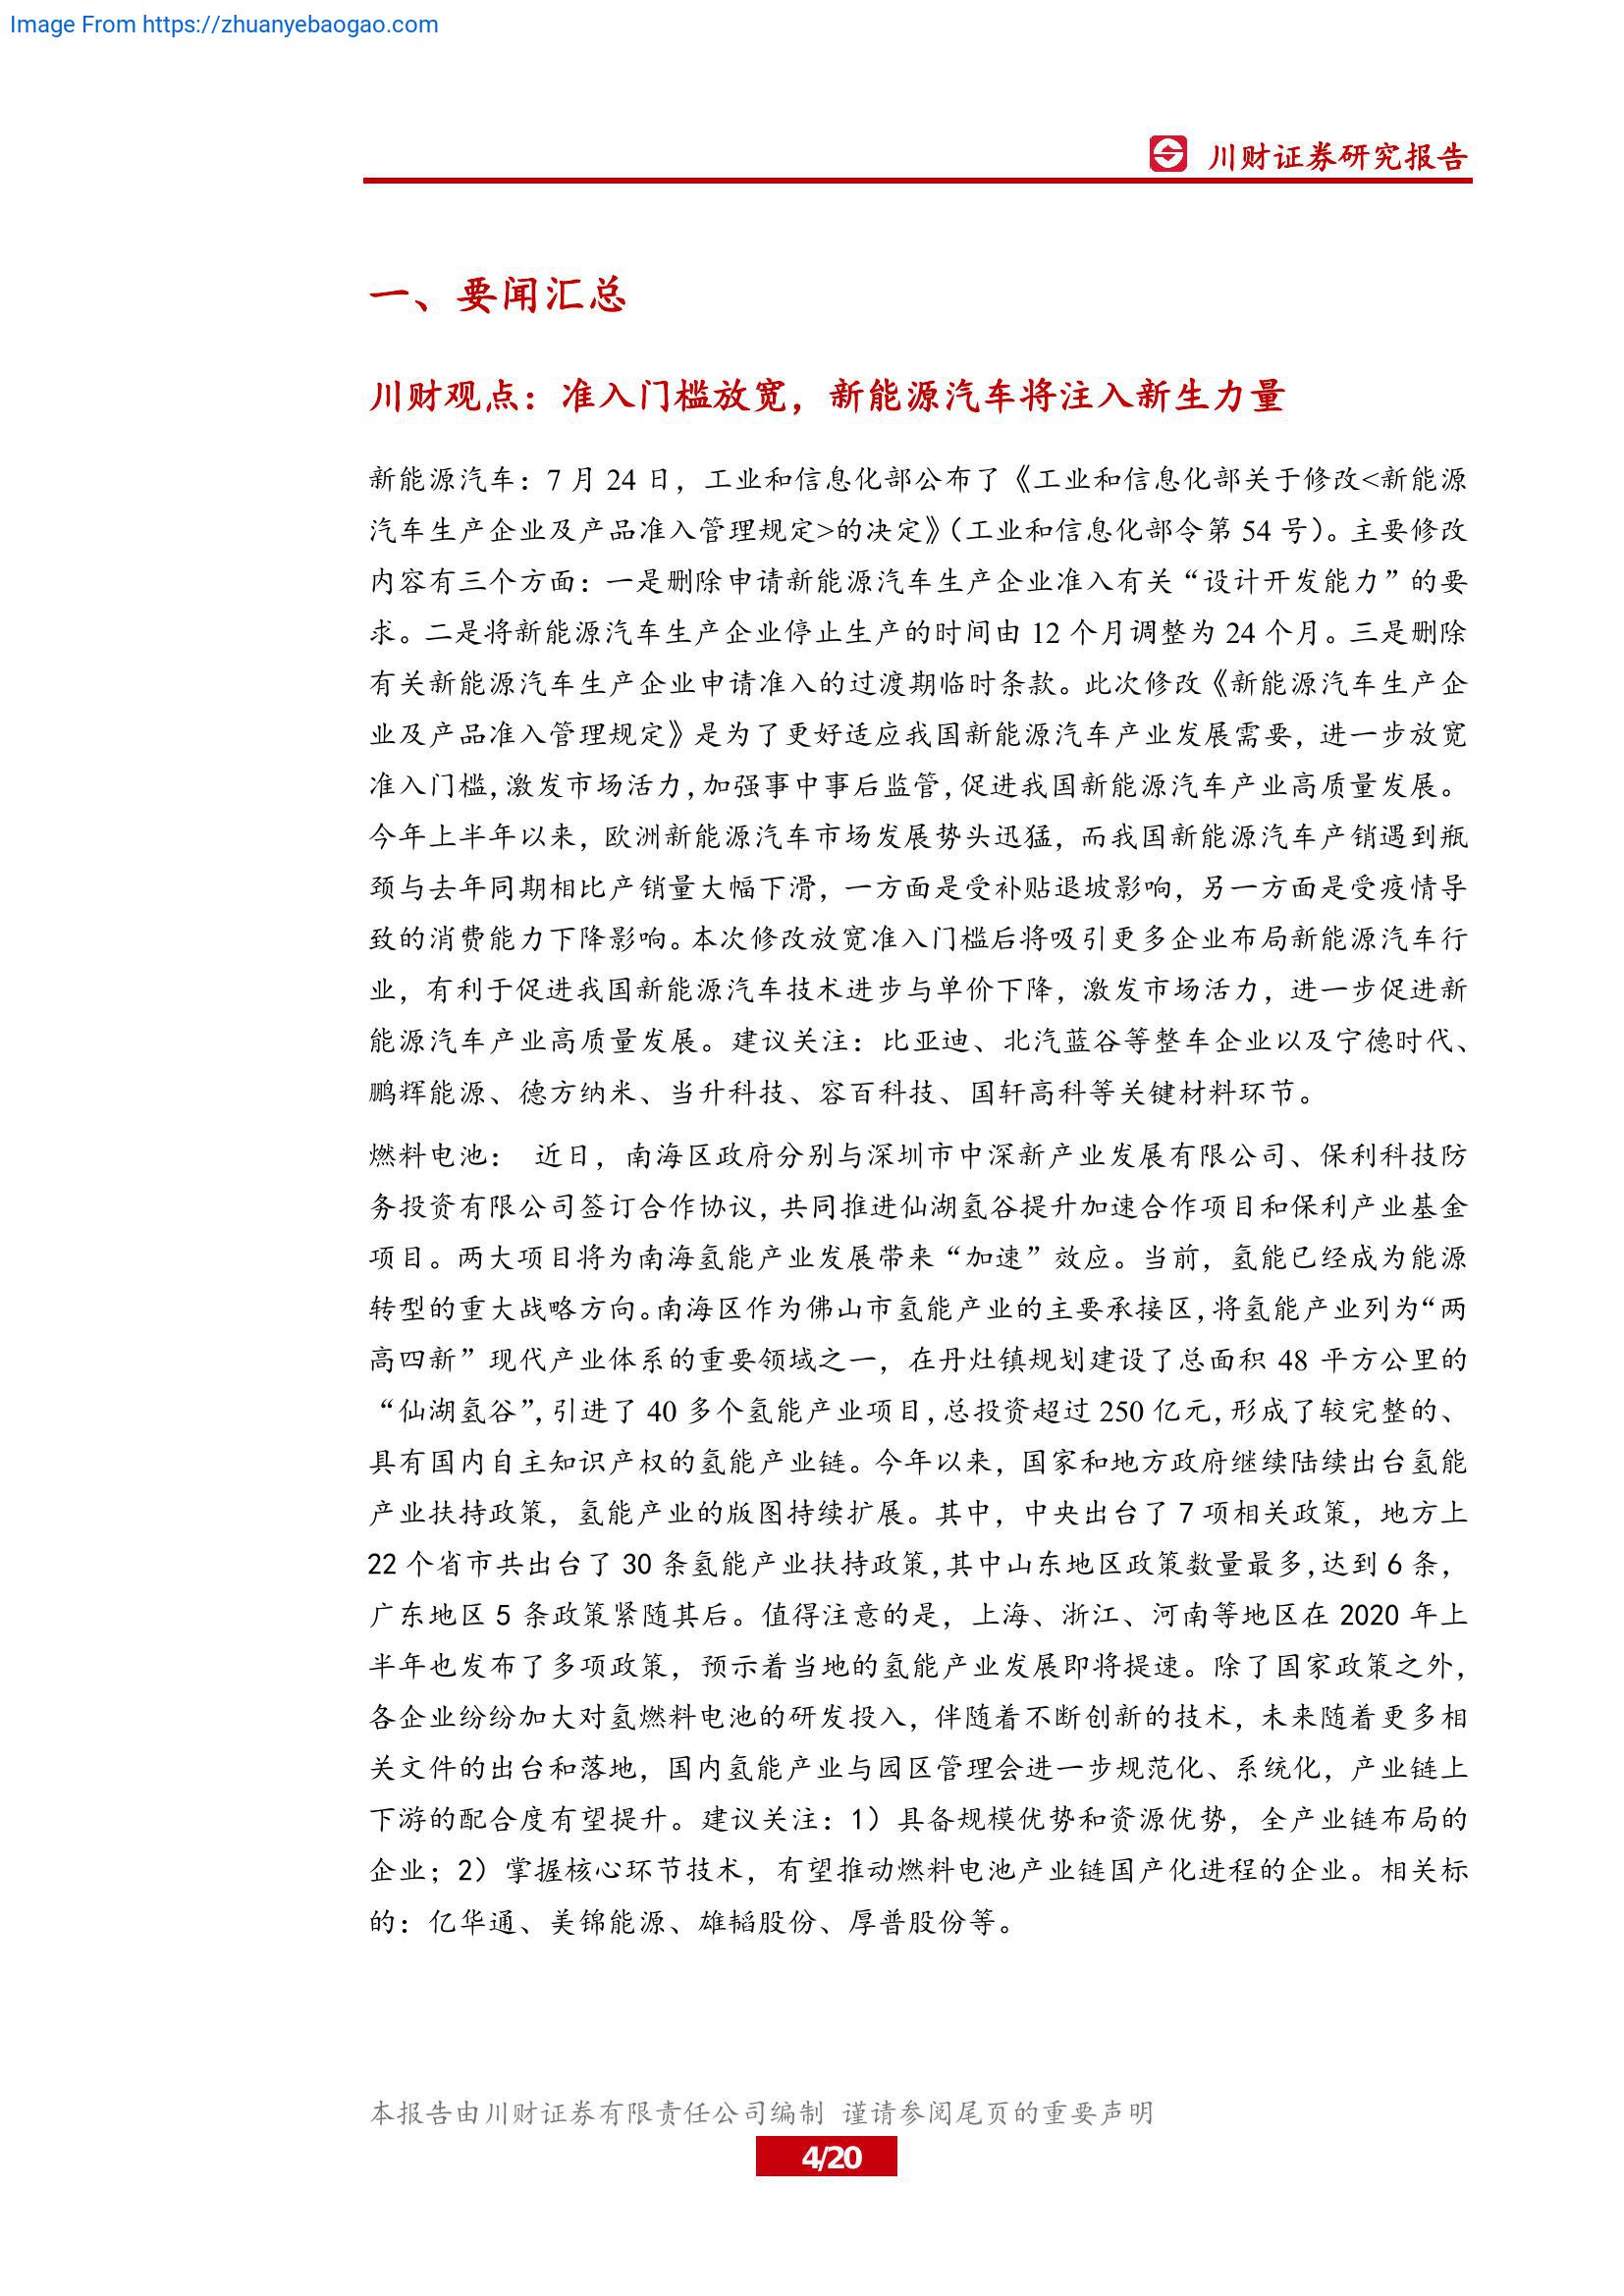 Image From https://zhuanyebaogao.com
川财证券研究报告
一、要闻汇总
川财观点：准入门槛放宽，新能源汽车将注入新生力量
新能源汽车：7 月 24 日，工业和信息化部公布了《工业和信息化部关于修改<新能源
汽车生产企业及产品准入管理规定>的决定》（工业和信息化部令第 54 号）。主要修改
内容有三个方面：一是删除申请新能源汽车生产企业准入有关“设计开发能力”的要
求。二是将新能源汽车生产企业停止生产的时间由 12 个月调整为 24 个月。三是删除
有关新能源汽车生产企业申请准入的过渡期临时条款。此次修改《新能源汽车生产企
业及产品准入管理规定》是为了更好适应我国新能源汽车产业发展需要，进一步放宽
准入门槛，激发市场活力，加强事中事后监管，促进我国新能源汽车产业高质量发展。
今年上半年以来，欧洲新能源汽车市场发展势头迅猛，而我国新能源汽车产销遇到瓶
颈与去年同期相比产销量大幅下滑，一方面是受补贴退坡影响，另一方面是受疫情导
致的消费能力下降影响。本次修改放宽准入门槛后将吸引更多企业布局新能源汽车行
业，有利于促进我国新能源汽车技术进步与单价下降，激发市场活力，进一步促进新
能源汽车产业高质量发展。建议关注：比亚迪、北汽蓝谷等整车企业以及宁德时代、
鹏辉能源、德方纳米、当升科技、容百科技、国轩高科等关键材料环节。
燃料电池： 近日，南海区政府分别与深圳市中深新产业发展有限公司、保利科技防
务投资有限公司签订合作协议，共同推进仙湖氢谷提升加速合作项目和保利产业基金
项目。两大项目将为南海氢能产业发展带来“加速”效应。当前，氢能已经成为能源
转型的重大战略方向。南海区作为佛山市氢能产业的主要承接区，将氢能产业列为“两
高四新”现代产业体系的重要领域之一，在丹灶镇规划建设了总面积 48 平方公里的
“仙湖氢谷”，引进了 40 多个氢能产业项目，总投资超过 250 亿元，形成了较完整的、
具有国内自主知识产权的氢能产业链。今年以来，国家和地方政府继续陆续出台氢能
产业扶持政策，氢能产业的版图持续扩展。其中，中央出台了 7 项相关政策，地方上
22 个省市共出台了 30 条氢能产业扶持政策，其中山东地区政策数量最多，达到 6 条，
广东地区 5 条政策紧随其后。值得注意的是，上海、浙江、河南等地区在 2020 年上
半年也发布了多项政策，预示着当地的氢能产业发展即将提速。除了国家政策之外，
各企业纷纷加大对氢燃料电池的研发投入，伴随着不断创新的技术，未来随着更多相
关文件的出台和落地，国内氢能产业与园区管理会进一步规范化、系统化，产业链上
下游的配合度有望提升。建议关注：1）具备规模优势和资源优势，全产业链布局的
企业；2）掌握核心环节技术，有望推动燃料电池产业链国产化进程的企业。相关标
的：亿华通、美锦能源、雄韬股份、厚普股份等。
本报告由川财证券有限责任公司编制 谨请参阅尾页的重要声明
4/20